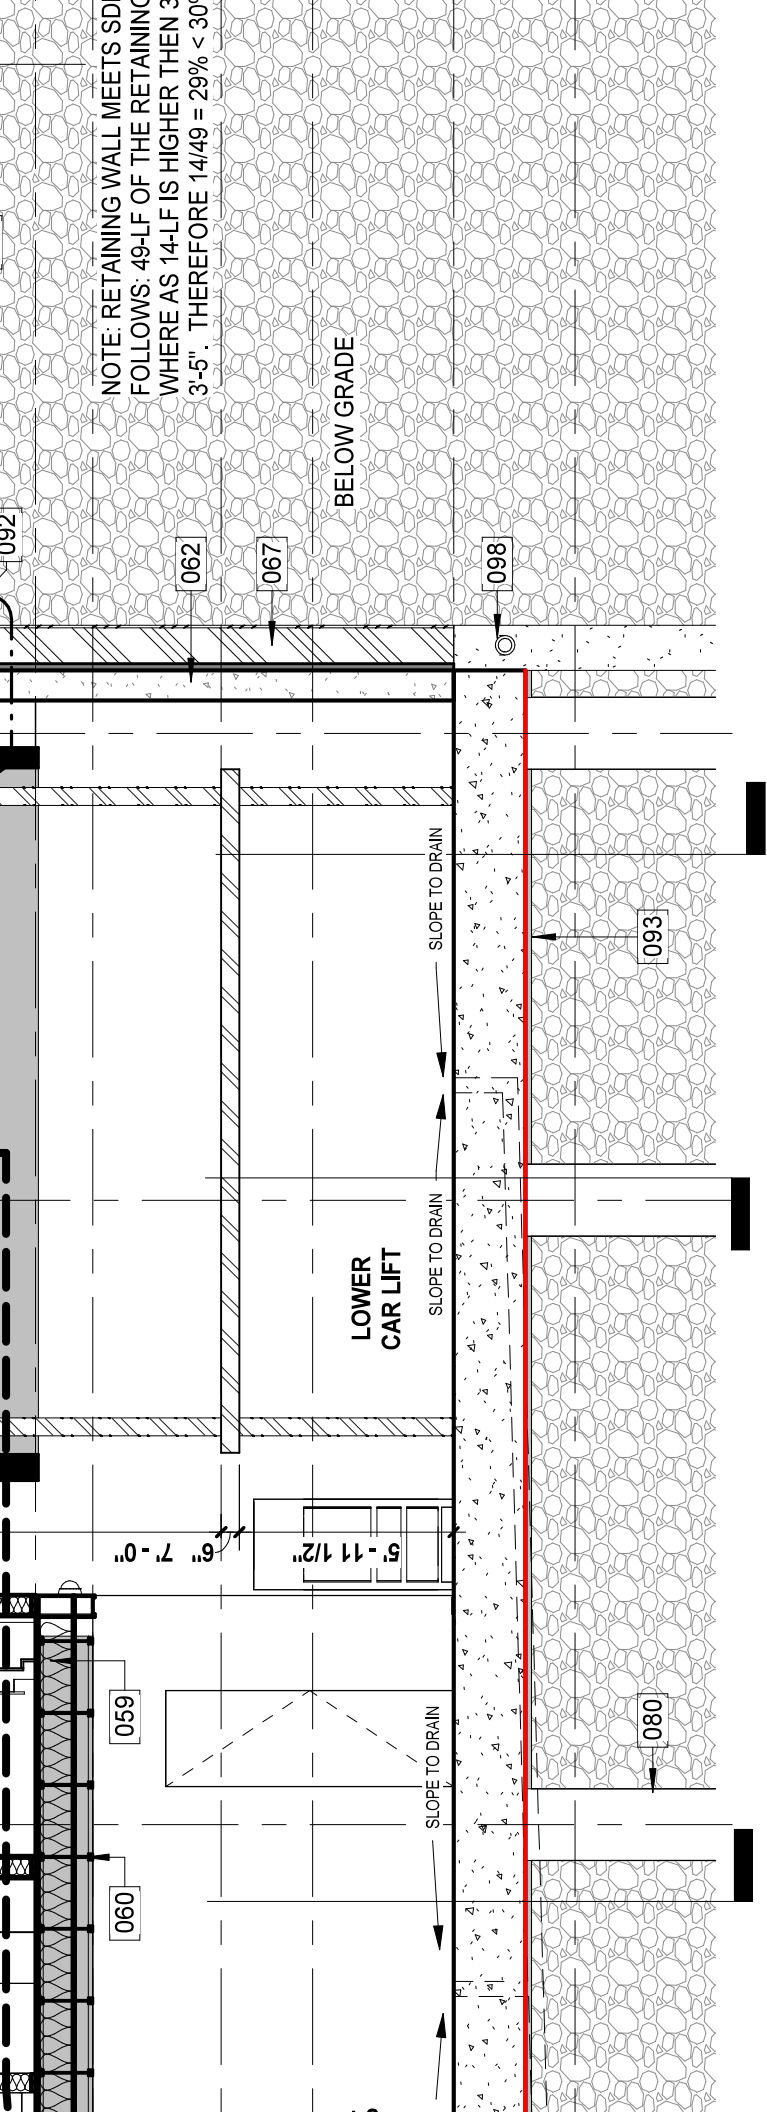 NOTE: RETAINING WALL MEETS
FOLLOWS: 49-LF OF THE RETAINING
WHERE AS 14-LF IS HIGHER THEN
3'-5". THEREFORE 14/49 = 29% < 30%
BELOW GRADE
092
062
067
098
SLOPE TO DRAIN
093
SLOPE TO DRAIN
LOWER
CAR LIFT
7' - 0"
6"
5' - 11 1/2"
059
SLOPE TO DRAIN
080
060